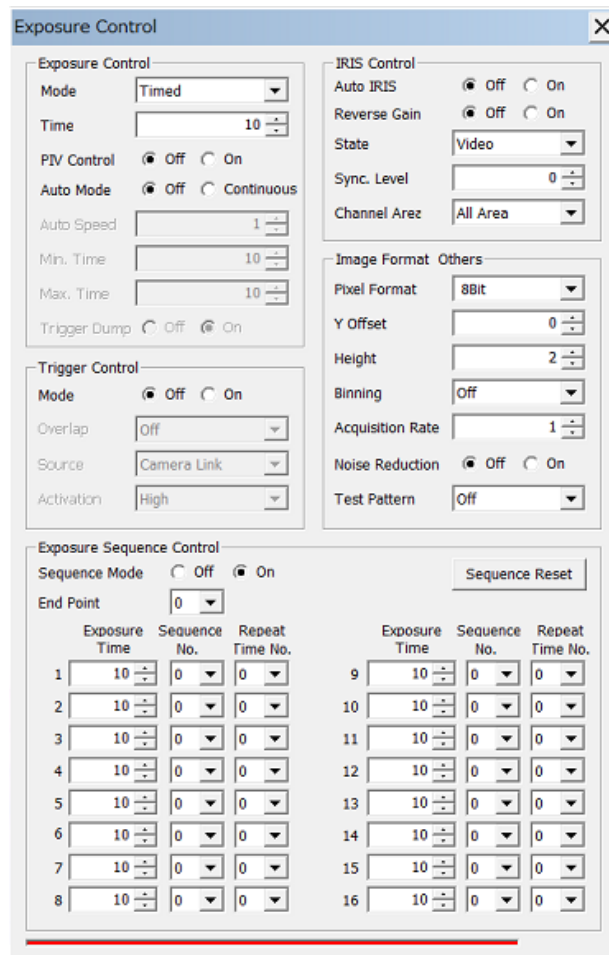 Exposure Control
Exposure Control
Mode Timed
Time 10
PIV Control Off On
Auto Mode Off Continuous
Auto Speed 1
Min. Time 10
Max. Time 10
Trigger Dump Off On
Trigger Control
Mode Off On
Overlap Off
Source Camera Link
Activation High
IRIS Control
Auto IRIS Off On
Reverse Gain Off On
State Video
Sync. Level 0
Channel Area All Area
Image Format Others
Pixel Format 8Bit
Y Offset 0
Height 2
Binning Off
Acquisition Rate 1
Noise Reduction Off On
Test Pattern Off
Exposure Sequence Control
Sequence Mode Off On
Sequence Reset
End Point 0
Exposure Sequence Repeat
Time No. Time No.
1 10 0 0
2 10 0 0
3 10 0 0
4 10 0 0
5 10 0 0
6 10 0 0
7 10 0 0
8 10 0 0
Exposure Sequence Repeat
Time No. Time No.
9 10 0 0
10 10 0 0
11 10 0 0
12 10 0 0
13 10 0 0
14 10 0 0
15 10 0 0
16 10 0 0